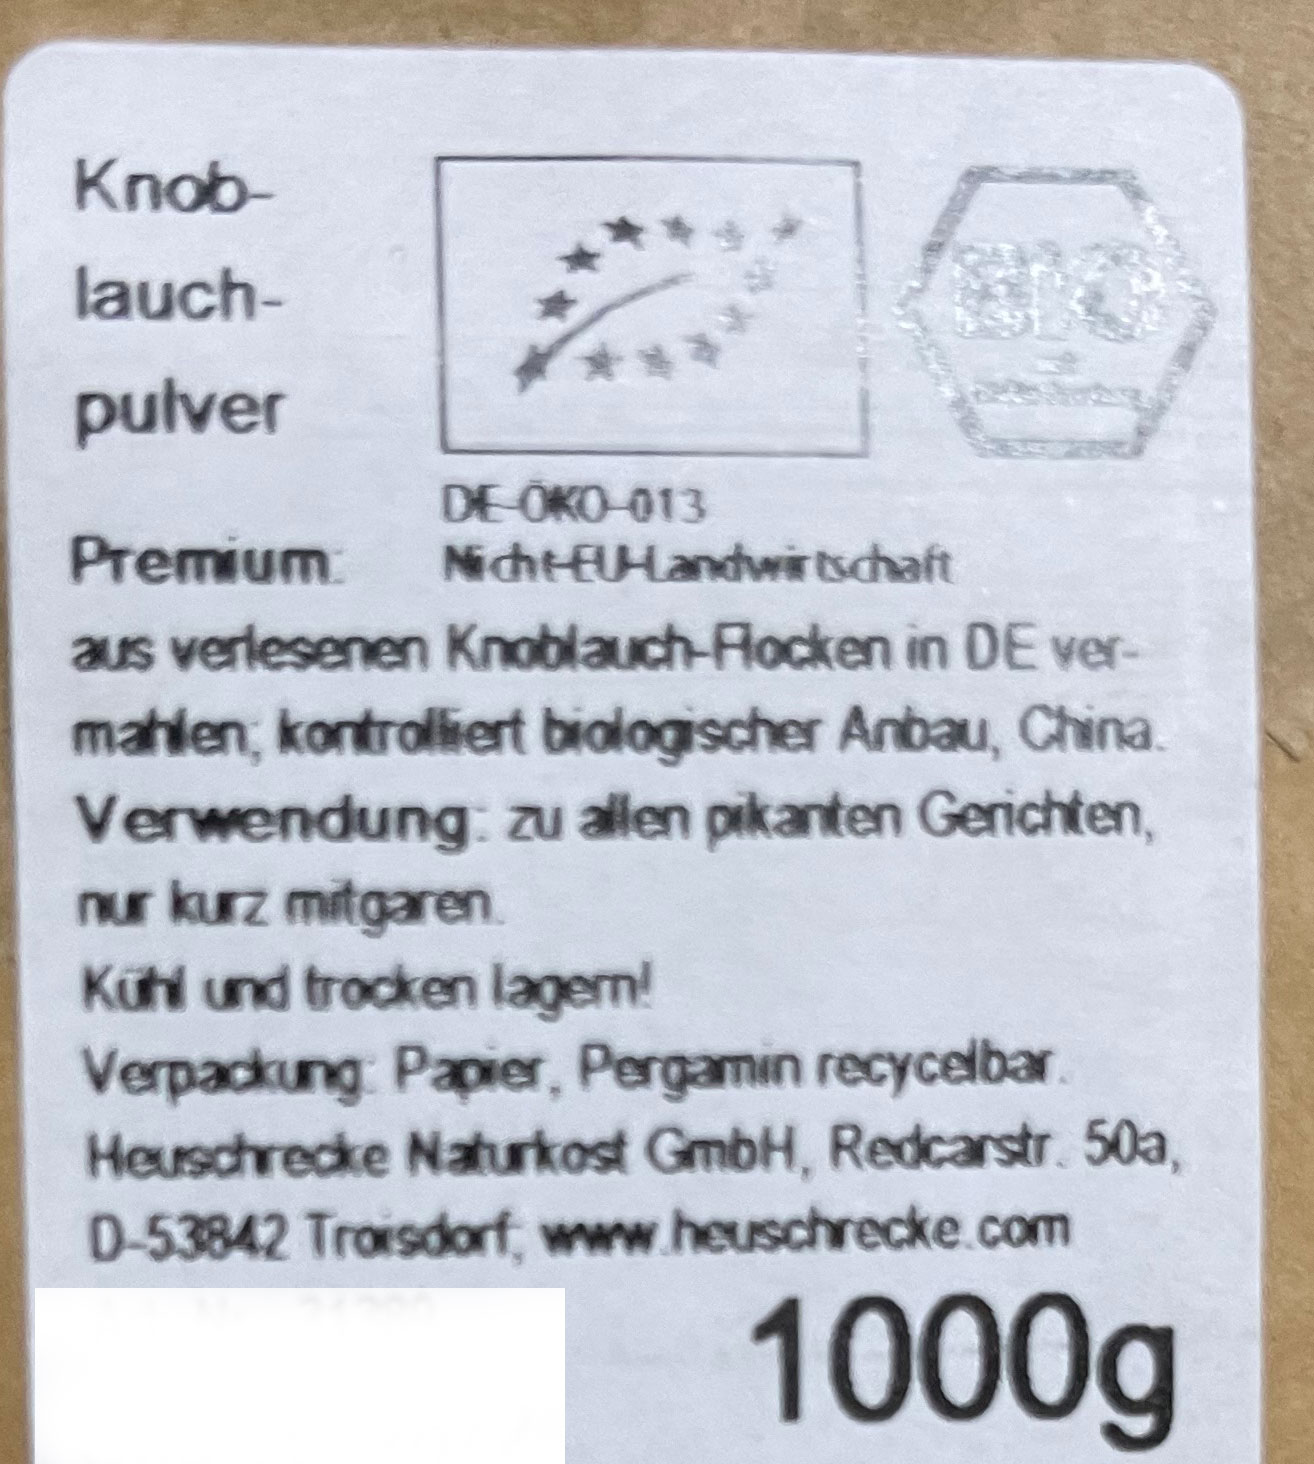 Knob-
lauch-
pulver
BIO
DE-ÖKO-013
Premium: Nicht-EU-Landwirtschaft
aus verlesenen Knoblauch-Flocken in DE ver-
mahlen; kontrolliert biologischer Anbau, China.
Verwendung: zu allen pikanten Gerichten,
nur kurz mitgaren.
Kühl und trocken lagern!
Verpackung: Papier, Pergamin recycelbar.
Heuschrecke Naturkost GmbH, Redcarstr. 50a,
D-53842 Troisdorf; www.heuschrecke.com
1000g